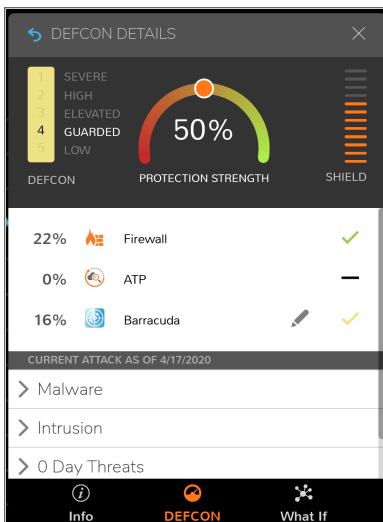 DEFCON DETAILS
1 SEVERE
2 HIGH
3 ELEVATED
4 GUARDED
5 LOW
50%
DEFCON
PROTECTION STRENGTH
SHIELD
22% Firewall
0% ATP
16% Barracuda
CURRENT ATTACK AS OF 4/17/2020
Malware
Intrusion
0 Day Threats
Info
DEFCON
What If